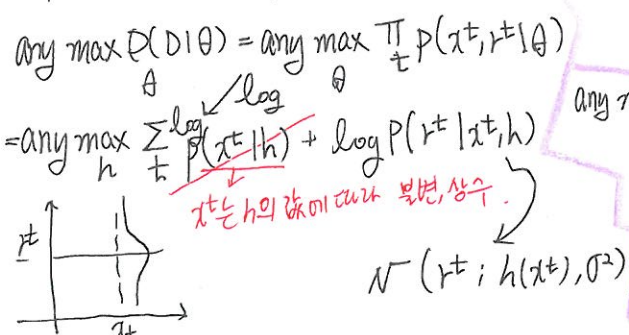 arg max P(D|θ) = arg max ∏ p(x^t, r^t|θ)
θ θ t
log
= arg max ∑ log p(x^t|h) + log P(r^t|x^t, h)
h t
any
x^t는 h의 값에 따라 불변, 상수.
r^t
N(r^t; h(x^t), σ²)
x^t